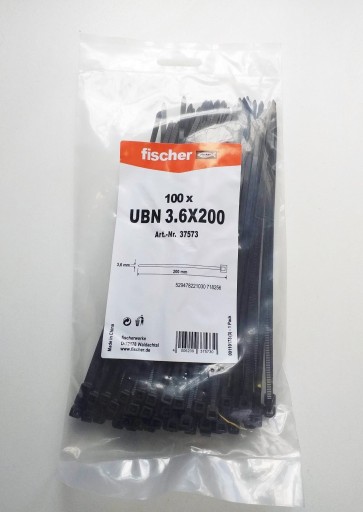 fischer
100 x
UBN 3.6X200
Art.-Nr. 37573
3.6 mm
200 mm
Made in China
fischerwerke
Waldachtal
www.fischer.de